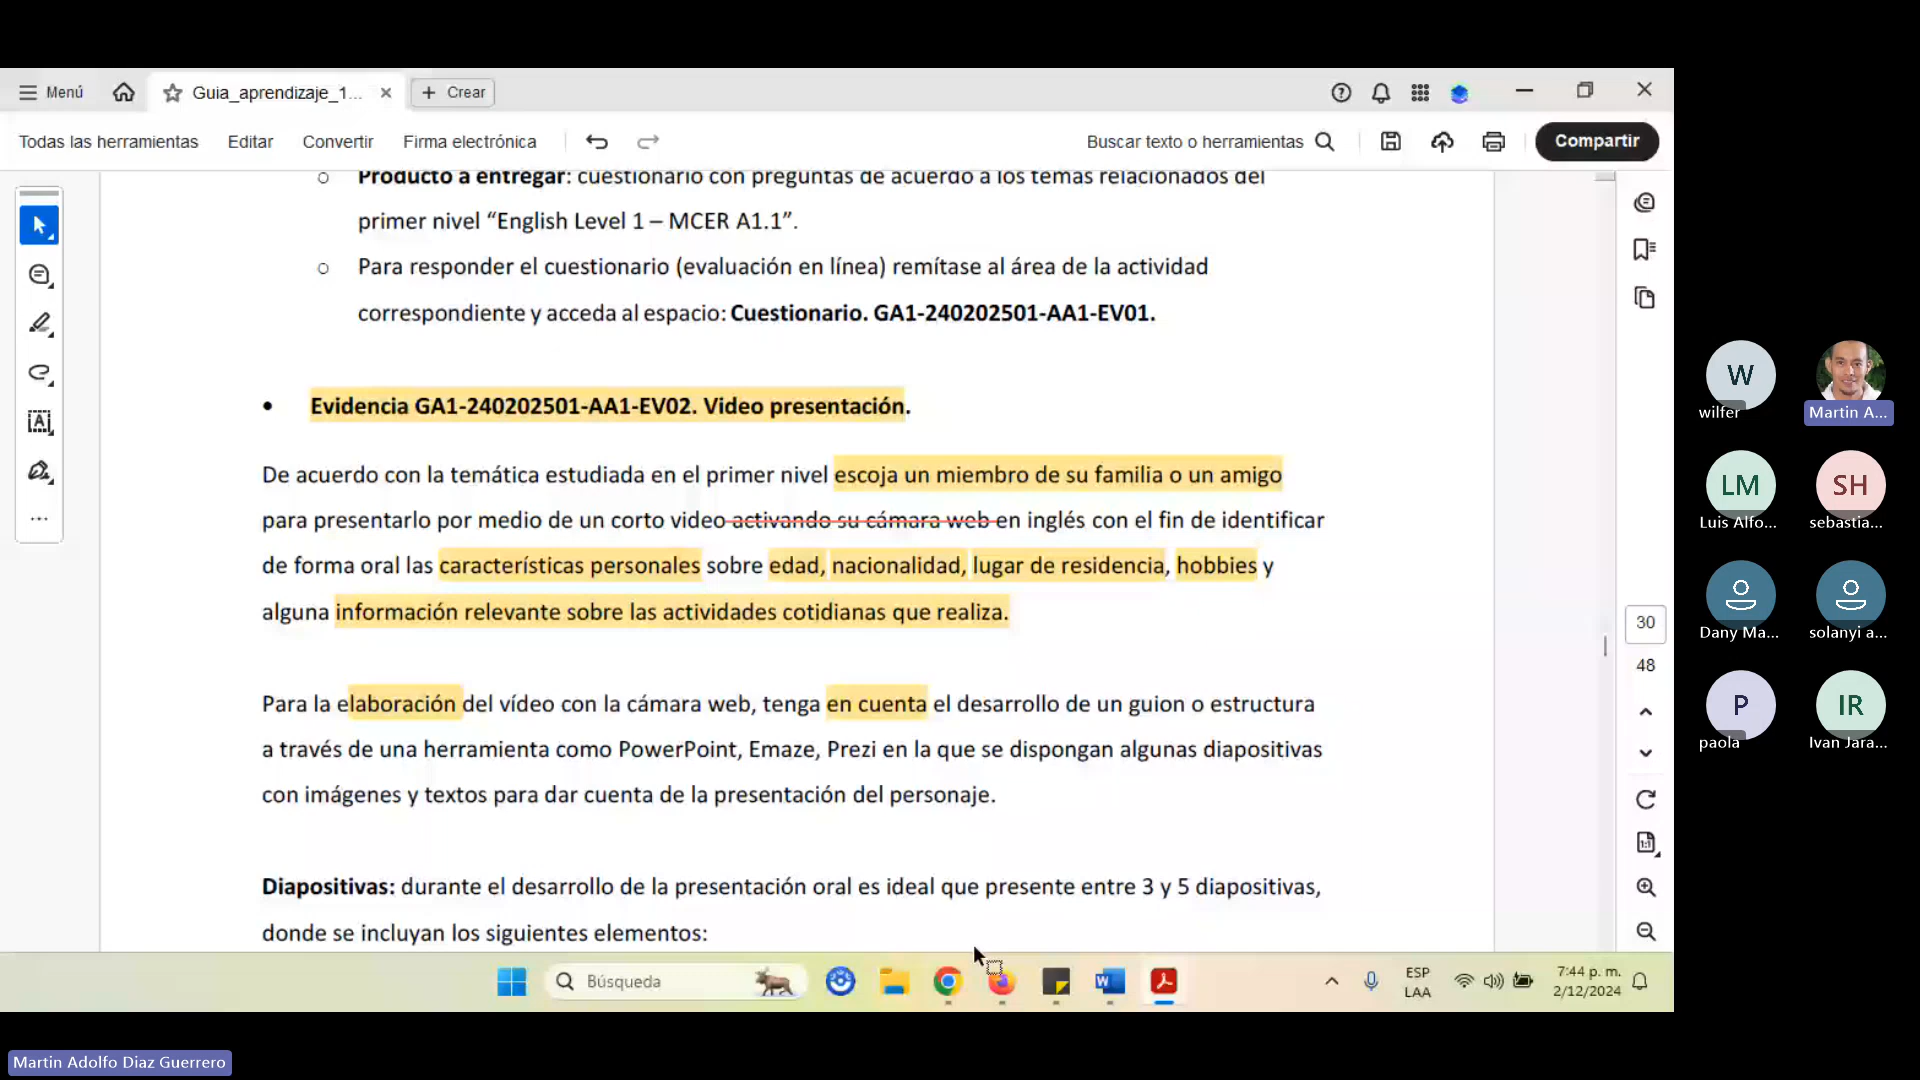 Menú
Guia_aprendizaje_1...
Crear
Todas las herramientas
Editar
Convertir
Firma electrónica
Buscar texto o herramientas
Compartir
Producto a entregar: cuestionario con preguntas de acuerdo a los temas relacionados del
primer nivel “English Level 1 – MCER A1.1”.
Para responder el cuestionario (evaluación en línea) remítase al área de la actividad
correspondiente y acceda al espacio: Cuestionario. GA1-240202501-AA1-EV01.
Evidencia GA1-240202501-AA1-EV02. Video presentación.
De acuerdo con la temática estudiada en el primer nivel escoja un miembro de su familia o un amigo
para presentarlo por medio de un corto video activando su cámara web en inglés con el fin de identificar
de forma oral las características personales sobre edad, nacionalidad, lugar de residencia, hobbies y
alguna información relevante sobre las actividades cotidianas que realiza.
Para la elaboración del vídeo con la cámara web, tenga en cuenta el desarrollo de un guion o estructura
a través de una herramienta como PowerPoint, Emaze, Prezi en la que se dispongan algunas diapositivas
con imágenes y textos para dar cuenta de la presentación del personaje.
Diapositivas: durante el desarrollo de la presentación oral es ideal que presente entre 3 y 5 diapositivas,
donde se incluyan los siguientes elementos:
30
48
1:1
Búsqueda
ESP
LAA
7:44 p. m.
2/12/2024
W
wilfer
Martin A...
LM
Luis Alfo...
SH
sebastia...
Dany Ma...
solanyi a...
P
paola
IR
Ivan Jara...
Martin Adolfo Diaz Guerrero